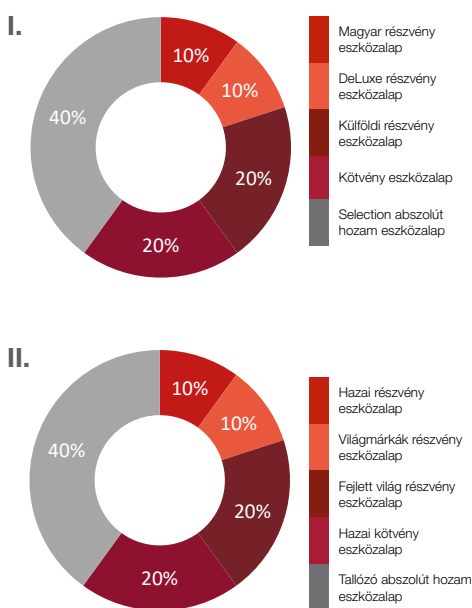 I.
10%
10%
20%
20%
40%
Magyar részvény
eszközalap
DeLuxe részvény
eszközalap
Külföldi részvény
eszközalap
Kötvény eszközalap
Selection abszolút
hozam eszközalap
II.
10%
10%
20%
20%
40%
Hazai részvény
eszközalap
Világmárkák részvény
eszközalap
Fejlett világ részvény
eszközalap
Hazai kötvény
eszközalap
Tallózó abszolút hozam
eszközalap